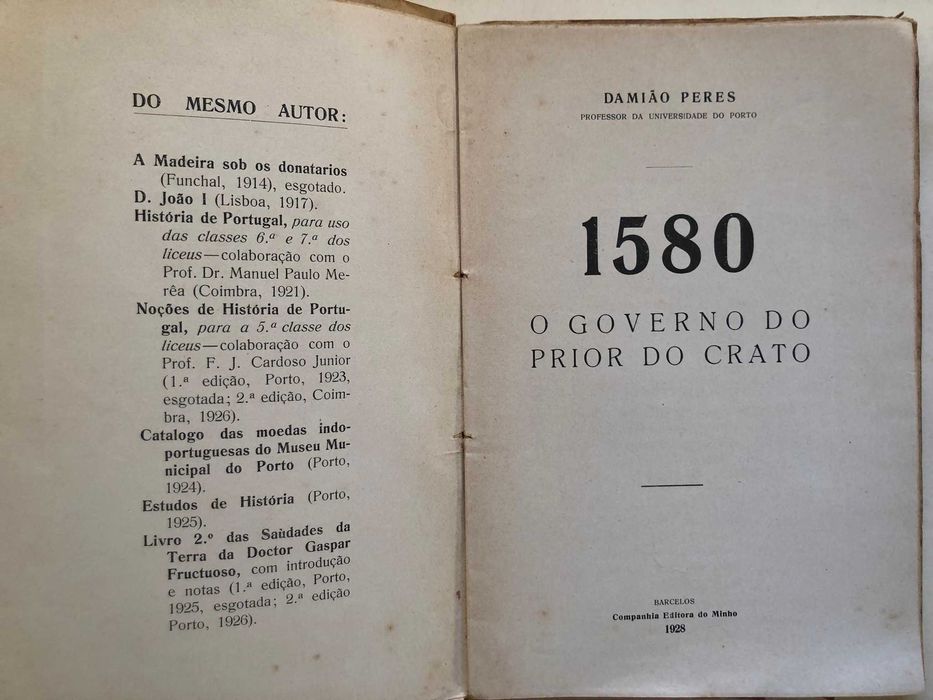 DO MESMO AUTOR:
A Madeira sob os donatarios
(Funchal, 1914), esgotado.
D. João I (Lisboa, 1917).
História de Portugal, para uso
das classes 6.ª e 7.ª dos
liceus—colaboração com o
Prof. Dr. Manuel Paulo Me-
rêa (Coimbra, 1921).
Noções de História de Portu-
gal, para a 5.ª classe dos
liceus—colaboração com o
Prof. F. J. Cardoso Junior
(1.ª edição, Porto, 1923,
esgotada; 2.ª edição, Coim-
bra, 1926).
Catalogo das moedas indo-
portuguesas do Museu Mu-
nicipal do Porto (Porto,
1924).
Estudos de História (Porto,
1925).
Livro 2.º das Saùdades da
Terra da Doctor Gaspar
Fructuoso, com introdução
e notas (1.ª edição, Porto,
1925, esgotada; 2.ª edição
Porto, 1926).
DAMIÃO PERES
PROFESSOR DA UNIVERSIDADE DO PORTO
1580
O GOVERNO DO
PRIOR DO CRATO
BARCELOS
Companhia Editora do Minho
1928